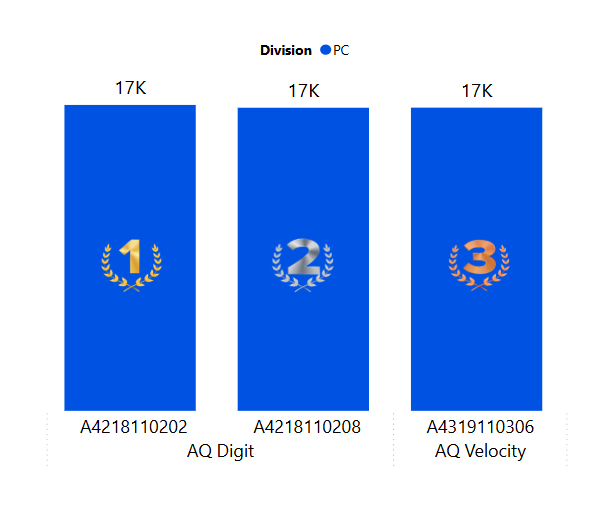 Division PC
17K 17K 17K
1 2 3
A4218110202 A4218110208 A4319110306
AQ Digit AQ Velocity